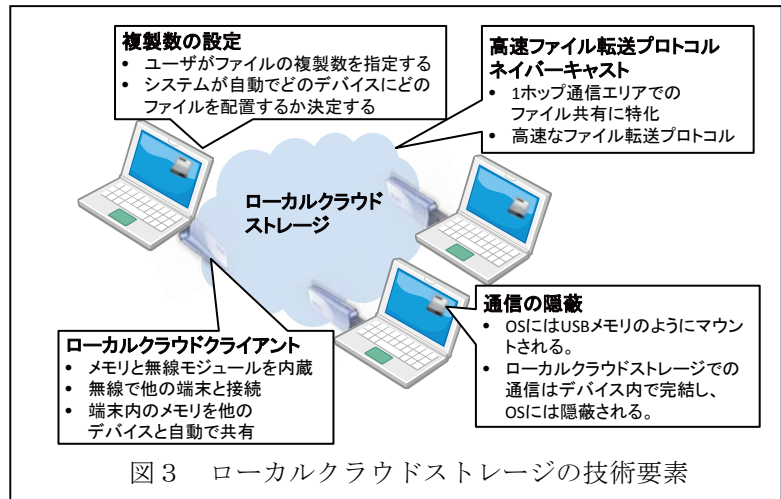 複製数の設定
• ユーザがファイルの複製数を指定する
• システムが自動でどのデバイスにどの
ファイルを配置するか決定する
高速ファイル転送プロトコル
ネイバーキャスト
• 1ホップ通信エリアでの
ファイル共有に特化
• 高速なファイル転送プロトコル
ローカルクラウド
ストレージ
ローカルクラウドクライアント
• メモリと無線モジュールを内蔵
• 無線で他の端末と接続
• 端末内のメモリを他の
デバイスと自動で共有
通信の隠蔽
• OSにはUSBメモリのようにマウン
トされる。
• ローカルクラウドストレージでの
通信はデバイス内で完結し、
OSには隠蔽される。
図３　ローカルクラウドストレージの技術要素